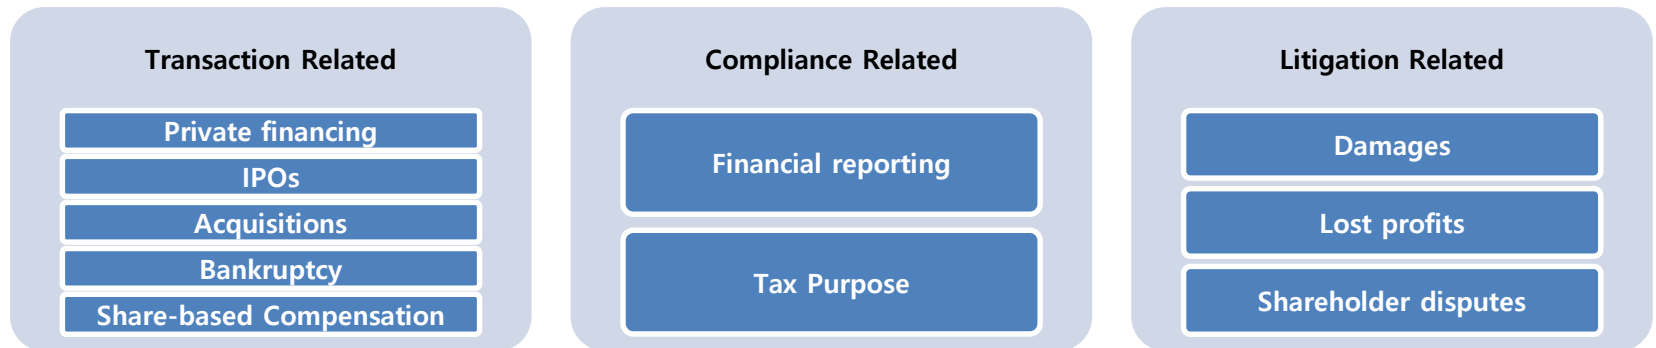 Transaction Related
Private financing
IPOs
Acquisitions
Bankruptcy
Share-based Compensation
Compliance Related
Financial reporting
Tax Purpose
Litigation Related
Damages
Lost profits
Shareholder disputes